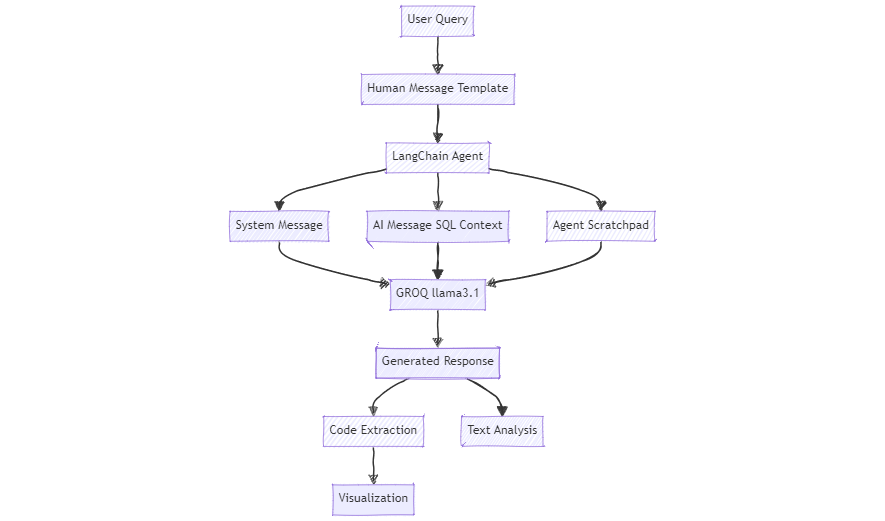 User Query
Human Message Template
LangChain Agent
System Message
AI Message SQL Context
Agent Scratchpad
GROQ llama3.1
Generated Response
Code Extraction
Text Analysis
Visualization